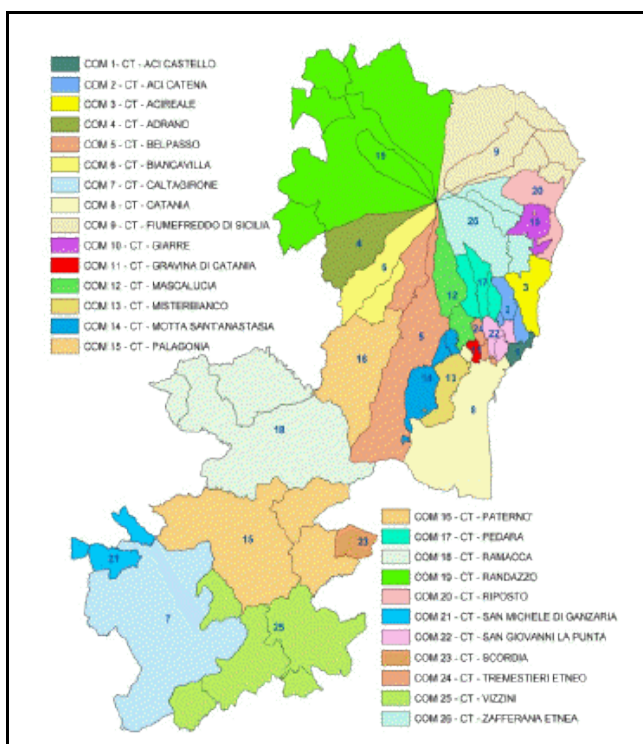 COM 1- CT - ACI CASTELLO
COM 2 - CT - ACI CATENA
COM 3 - CT - ACIREALE
COM 4 - CT - ADRANO
COM 5 - CT - BELPASSO
COM 6 - CT - BIANCAVILLA
COM 7 - CT - CALTAGIRONE
COM 8 - CT - CATANIA
COM 9 - CT - FIUMEFREDDO DI SICILIA
COM 10 - CT - GIARRE
COM 11 - CT - GRAVINA DI CATANIA
COM 12 - CT - MASCALUCIA
COM 13 - CT - MISTERBIANCO
COM 14 - CT - MOTTA SANT'ANASTASIA
COM 15 - CT - PALAGONIA
9
19
20
26
4
6
3
17
12
2
5
24
22
16
14
13
8
18
15
23
21
7
25
COM 16 - CT - PATERNO'
COM 17 - CT - PEDARA
COM 18 - CT - RAMACCA
COM 19 - CT - RANDAZZO
COM 20 - CT - RIPOSTO
COM 21 - CT - SAN MICHELE DI GANZARIA
COM 22 - CT - SAN GIOVANNI LA PUNTA
COM 23 - CT - SCORDIA
COM 24 - CT - TREMESTIERI ETNEO
COM 25 - CT - VIZZINI
COM 26 - CT - ZAFFERANA ETNEA